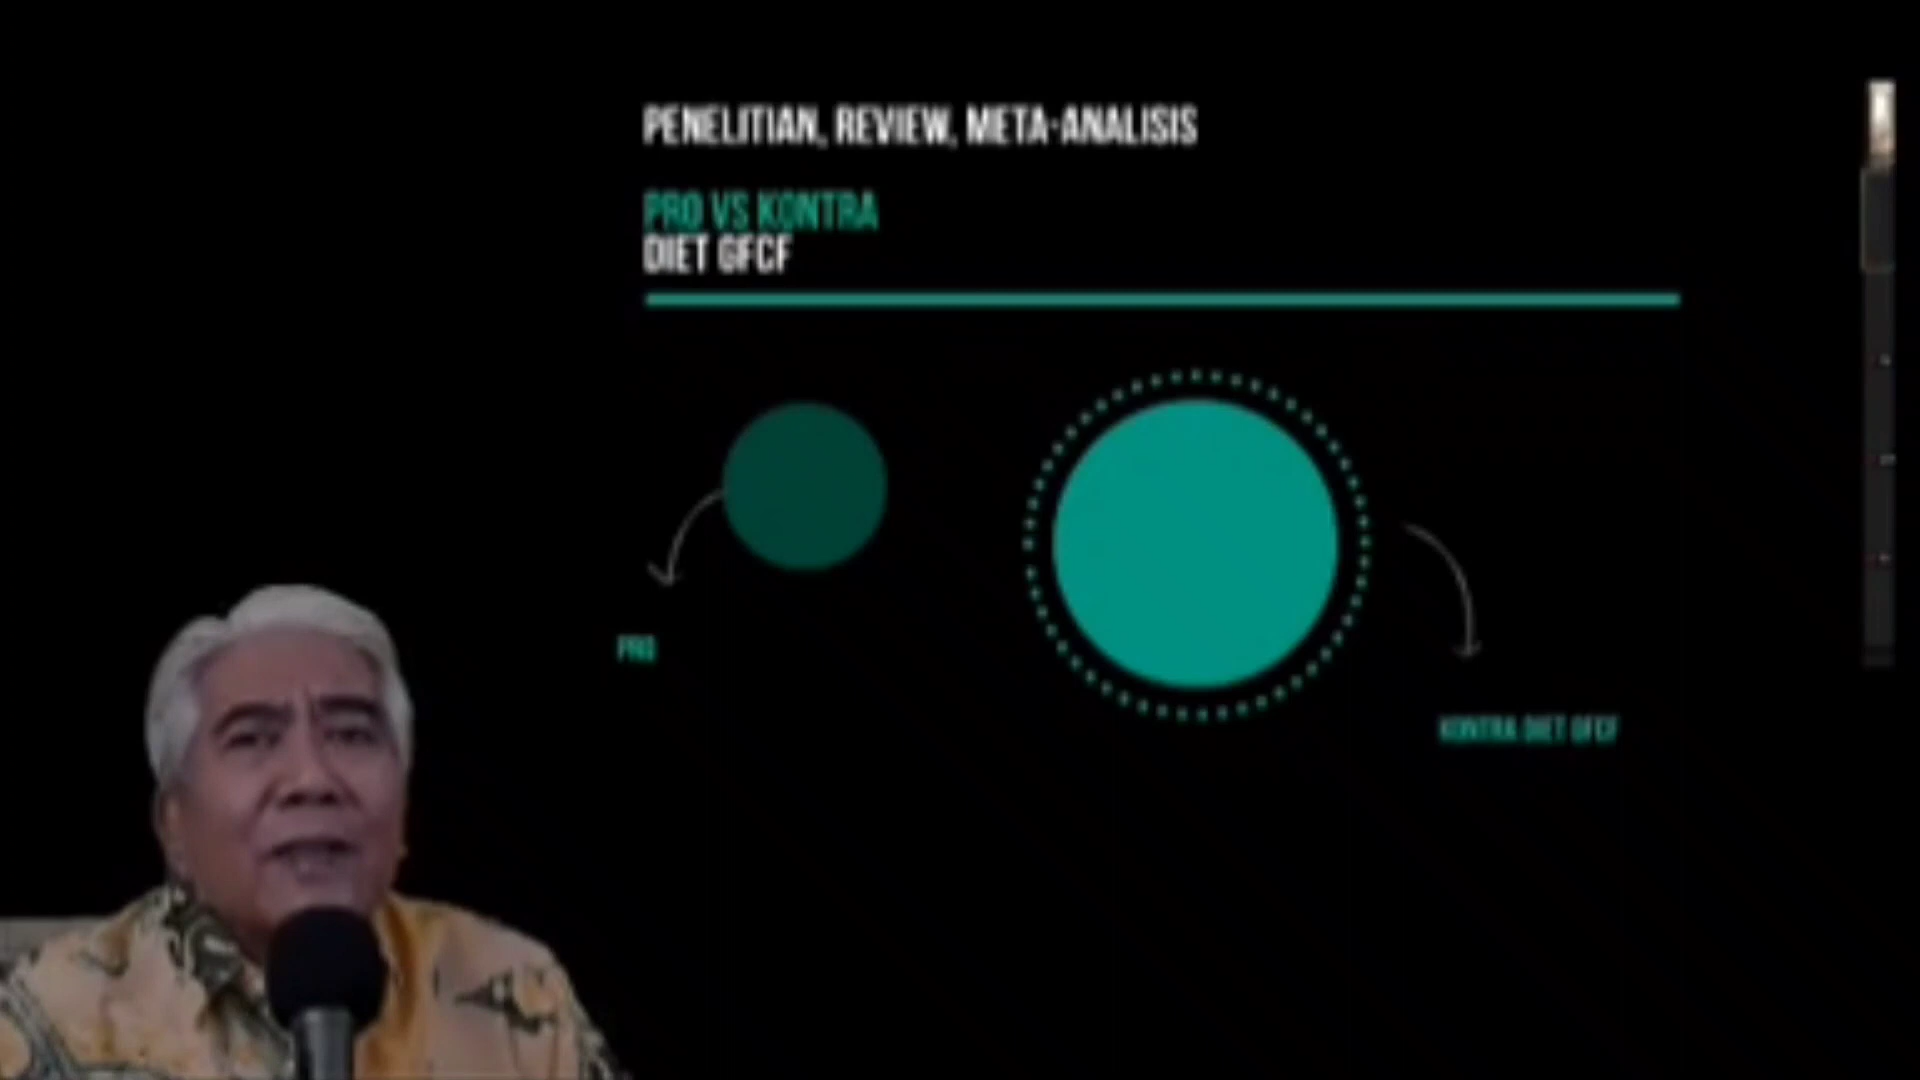 PENELITIAN, REVIEW, META-ANALISIS
PRO VS KONTRA
DIET GFCF
PRO
KONTRA DIET GFCF